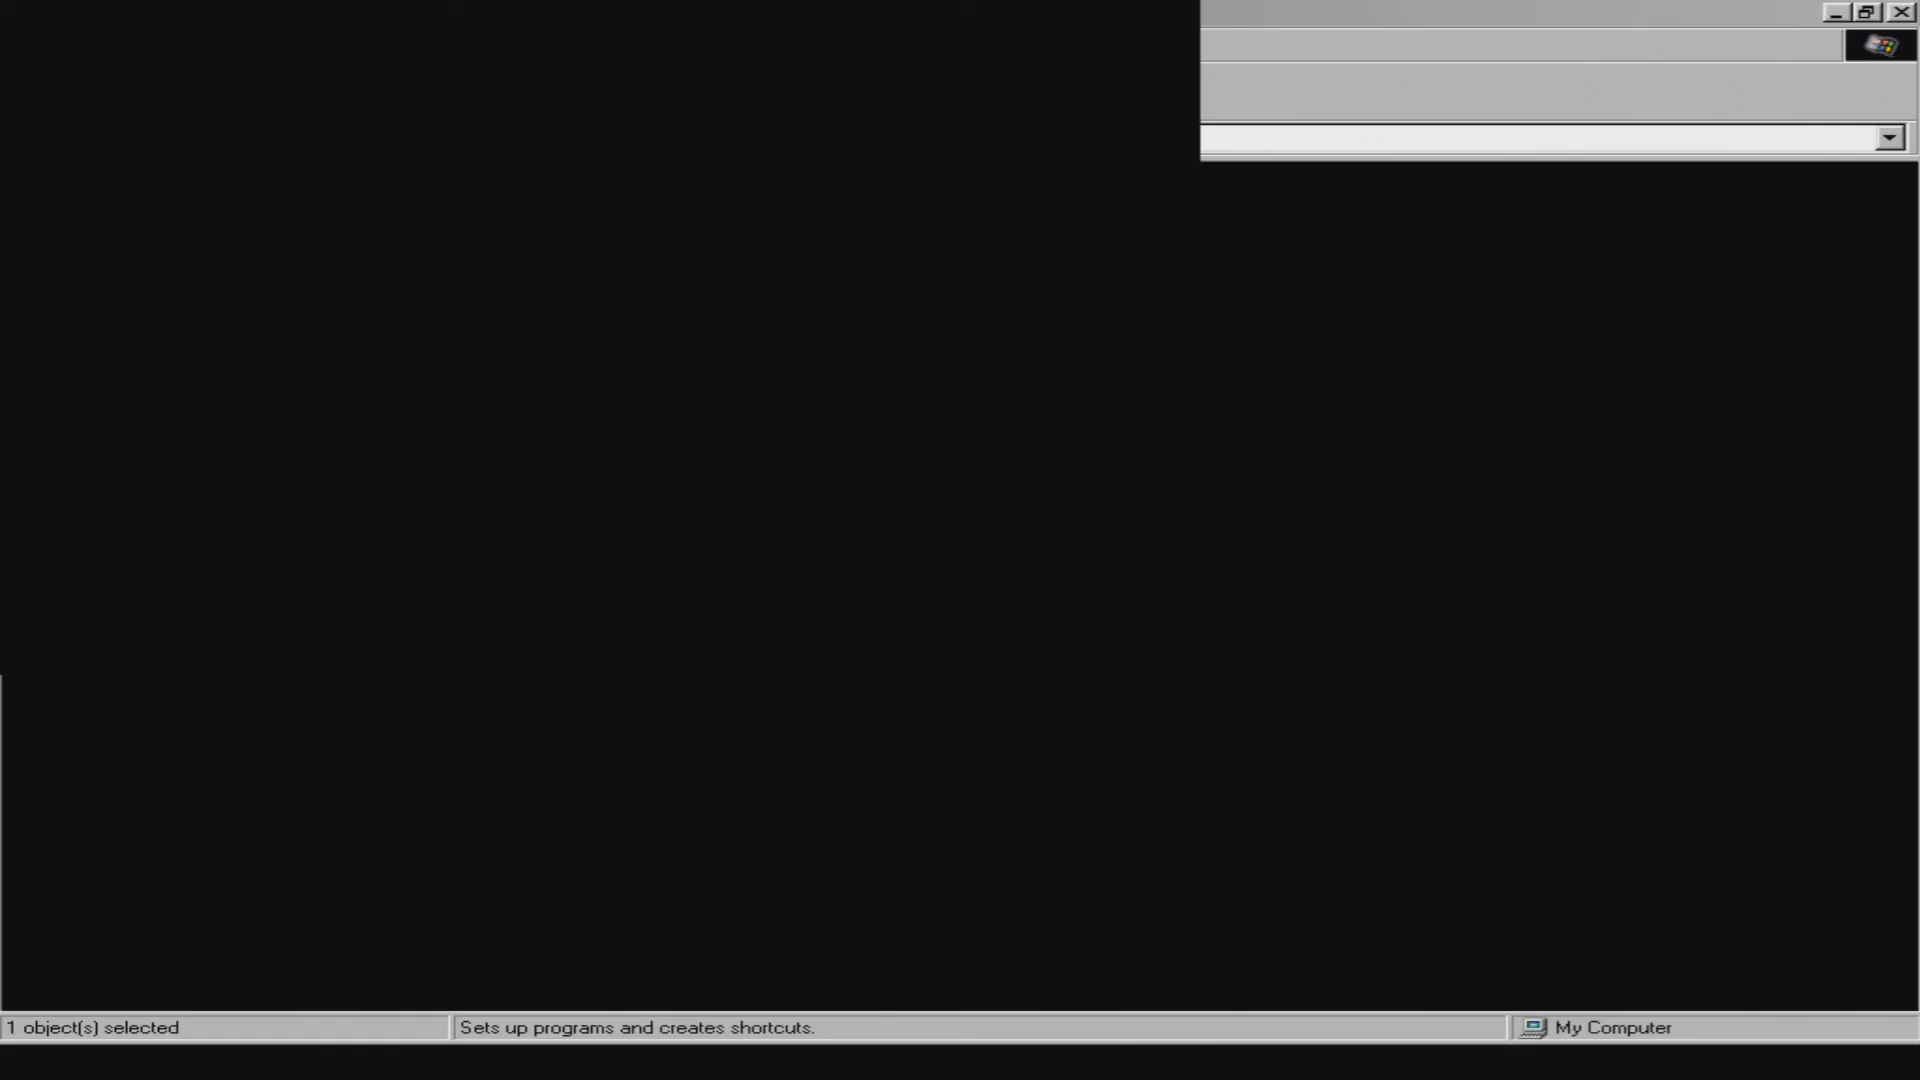 1 object(s) selected
Sets up programs and creates shortcuts.
My Computer